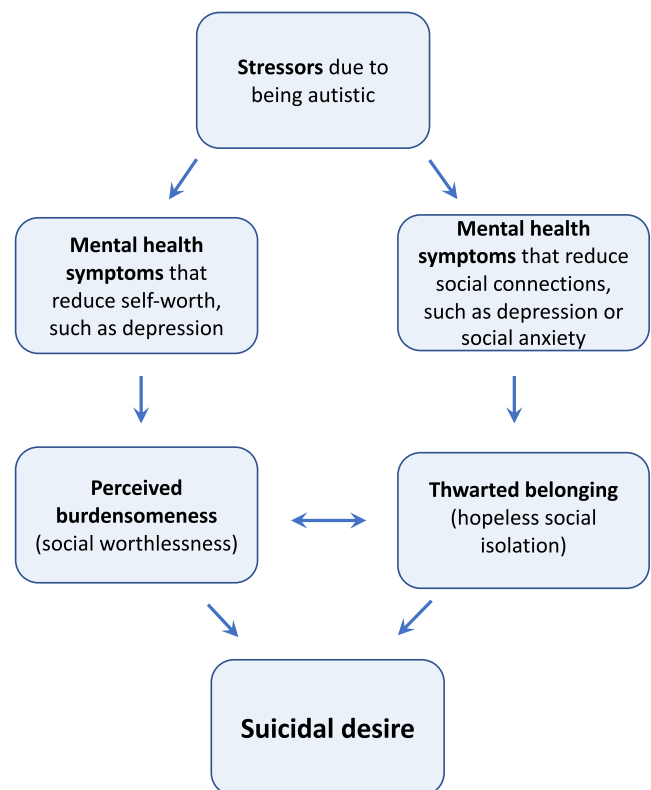 Stressors due to
being autistic
Mental health
symptoms that
reduce self-worth,
such as depression
Mental health
symptoms that reduce
social connections,
such as depression or
social anxiety
Perceived
burdensomeness
(social worthlessness)
Thwarted belonging
(hopeless social
isolation)
Suicidal desire